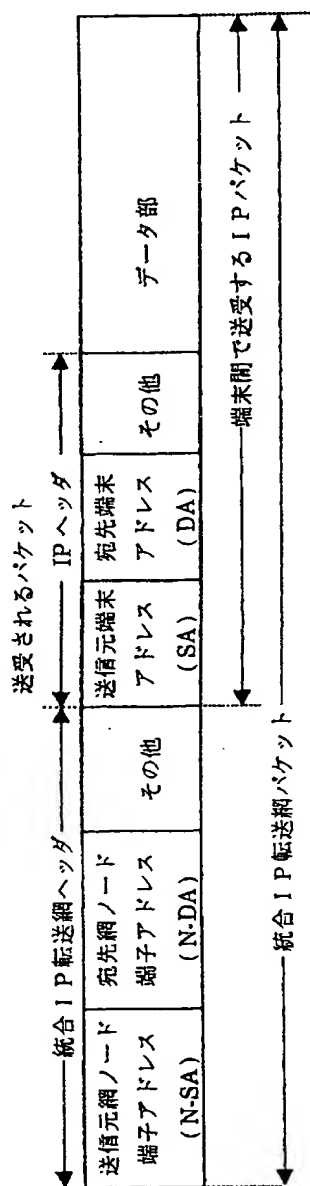 送受されるパケット
統合IP転送網ヘッダ
IPヘッダ
送信元網ノード
端子アドレス
(N-SA)
宛先網ノード
端子アドレス
(N-DA)
その他
送信元端末
アドレス
(SA)
宛先端末
アドレス
(DA)
その他
データ部
端末間で送受するIPパケット
統合IP転送網パケット